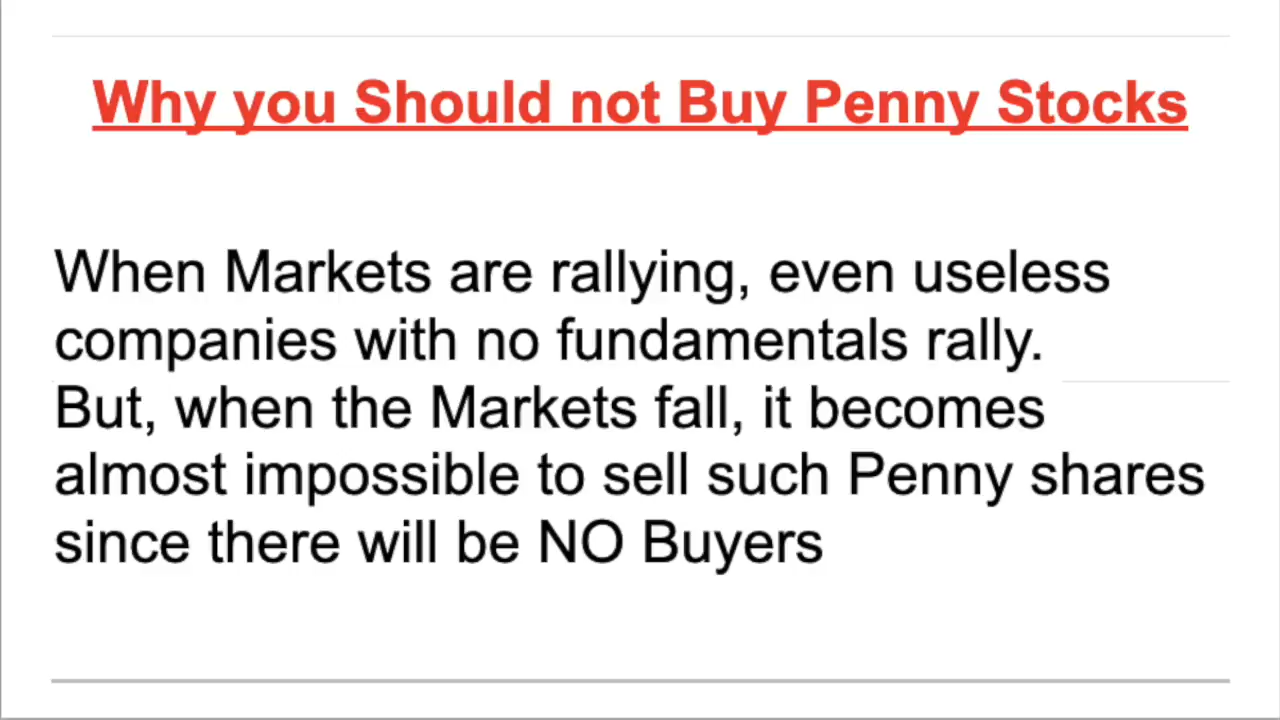 Why you Should not Buy Penny Stocks
When Markets are rallying, even useless
companies with no fundamentals rally.
But, when the Markets fall, it becomes
almost impossible to sell such Penny shares
since there will be NO Buyers